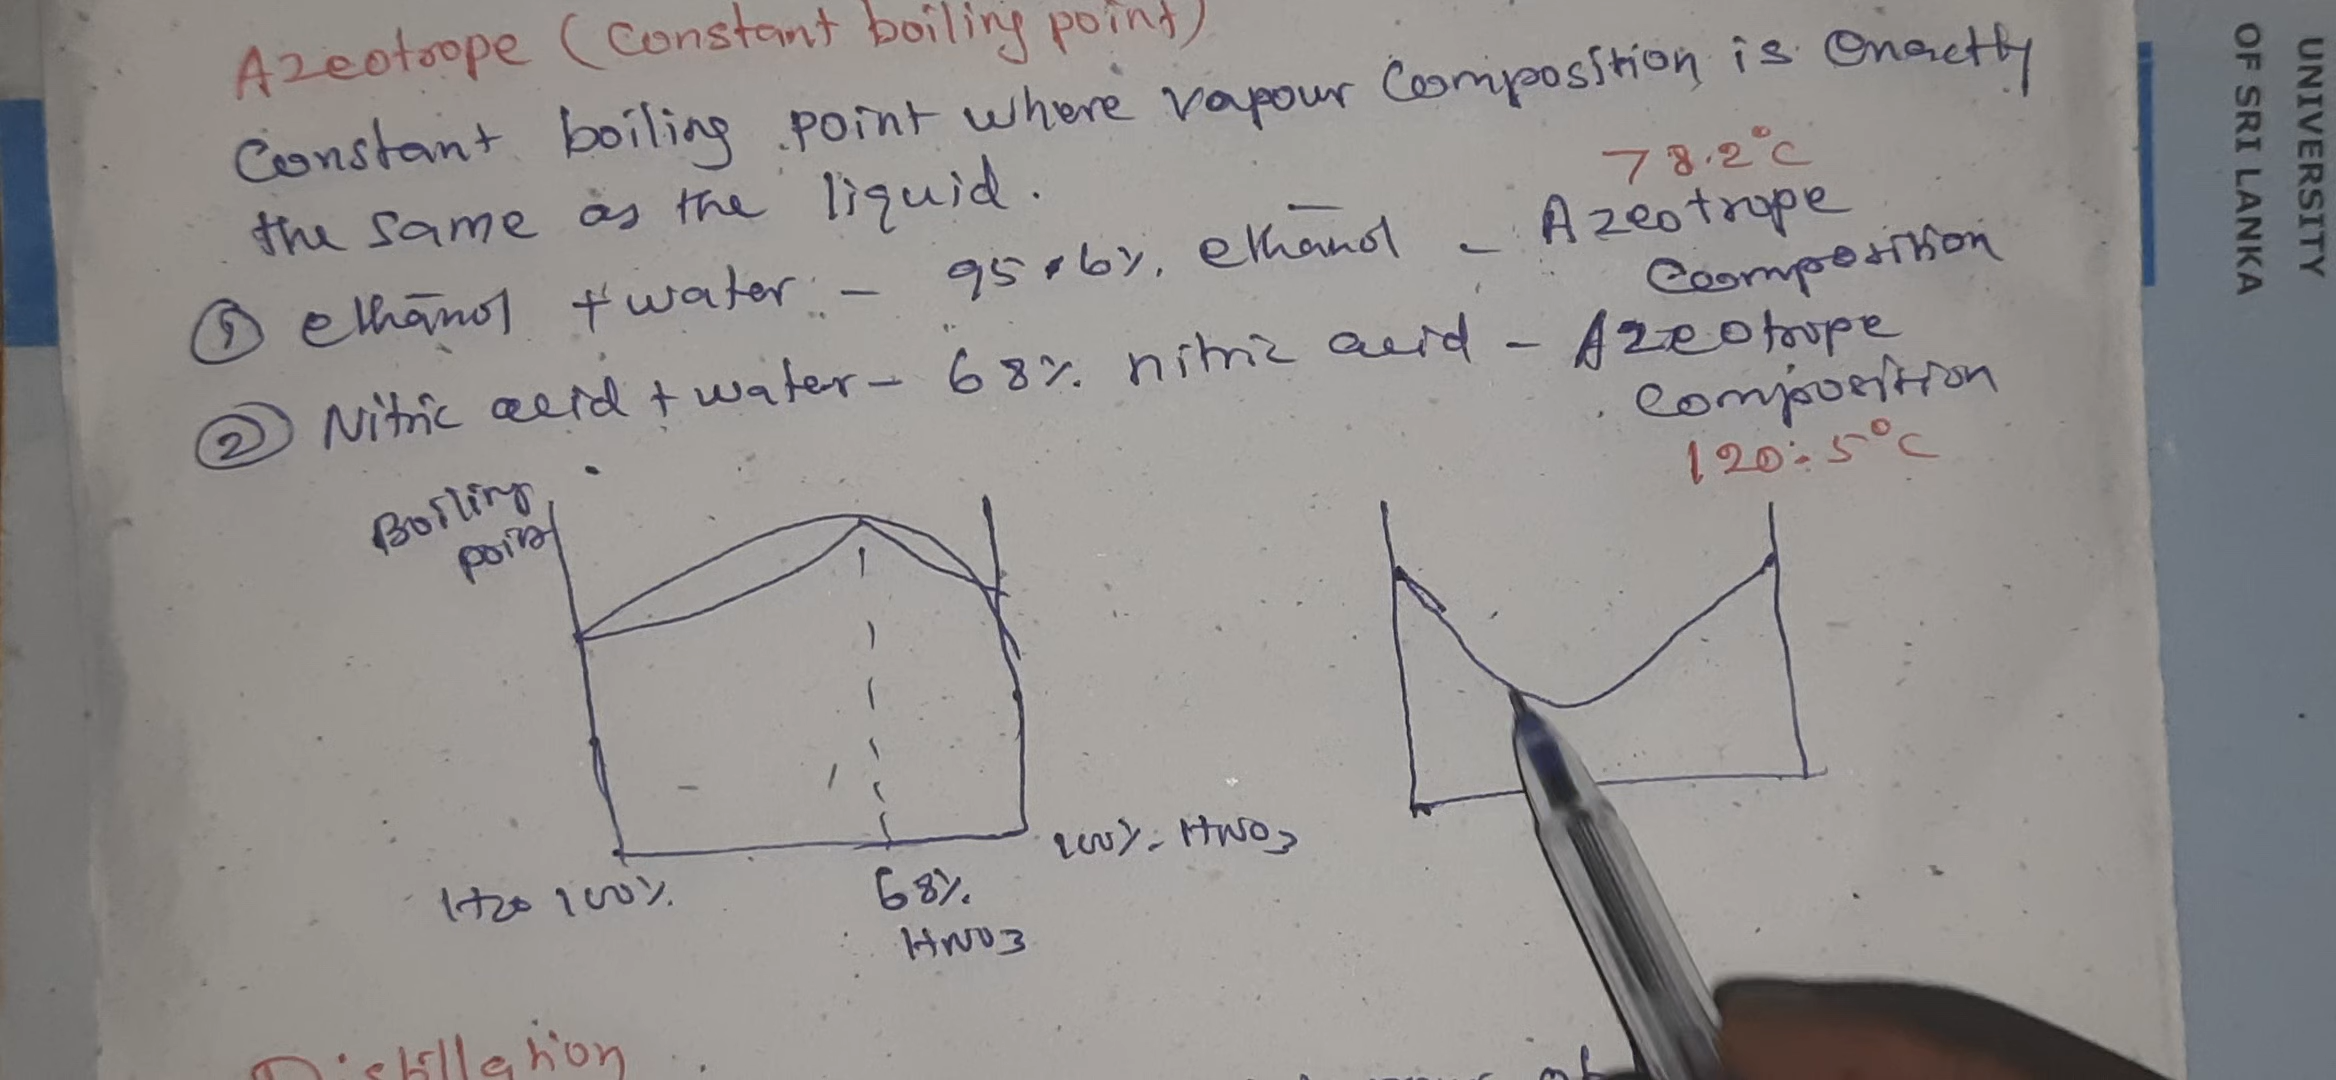 Azeotrope (Constant boiling point)
Constant boiling point where vapour Composition is Exactly
the same as the liquid.
78.2°C
① ethanol + water - 95.6% ethanol - Azeotrope
Composition
② Nitric acid + water - 68% nitric acid - Azeotrope
composition
120.5°C
Boiling
point
100% HNO3
H2O 100%
68%
HNO3
Distillation
of
UNIVERSITY
OF SRI LANKA